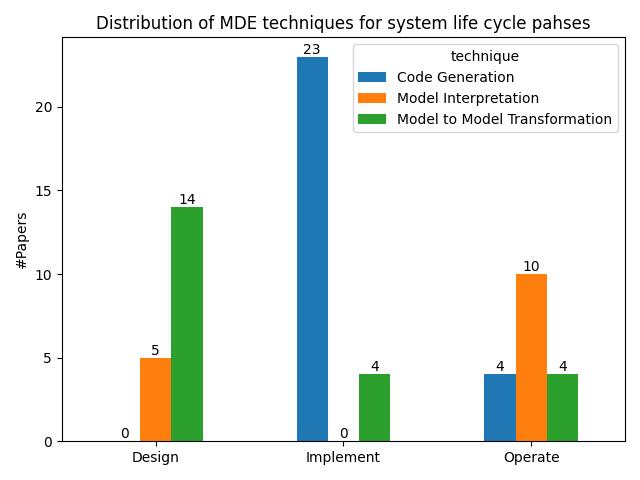 Distribution of MDE techniques for system life cycle pahses
#Papers
20
15
10
5
0
technique
Code Generation
Model Interpretation
Model to Model Transformation
0
5
14
23
0
4
4
10
4
Design
Implement
Operate